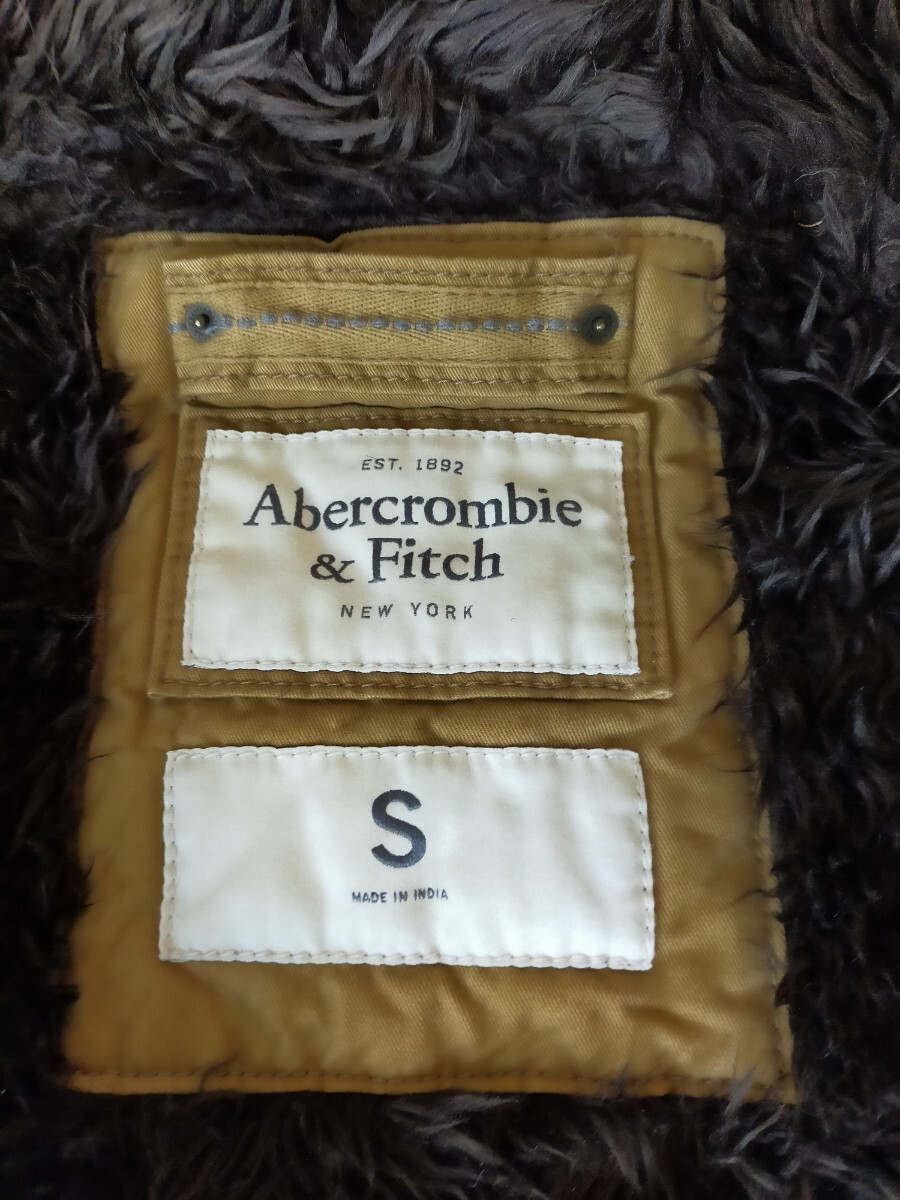 EST. 1892
Abercrombie
& Fitch
NEW YORK
S
MADE IN INDIA